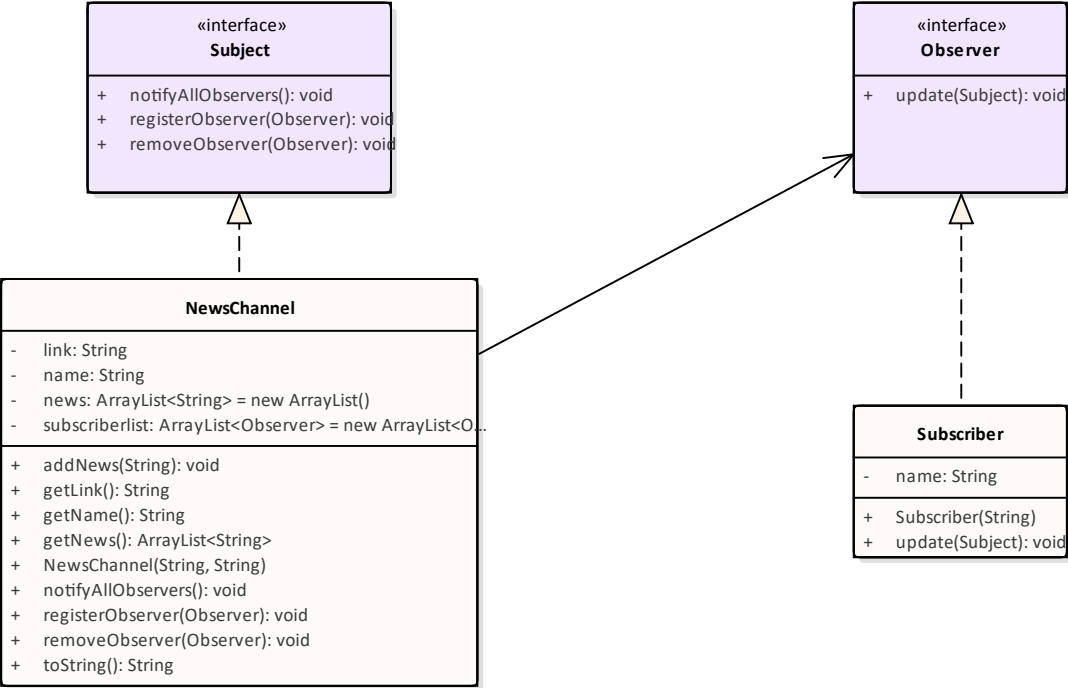 «interface»
Subject
+ notifyAllObservers(): void
+ registerObserver(Observer): void
+ removeObserver(Observer): void
«interface»
Observer
+ update(Subject): void
NewsChannel
- link: String
- name: String
- news: ArrayList<String> = new ArrayList()
- subscriberlist: ArrayList<Observer> = new ArrayList<O...
+ addNews(String): void
+ getLink(): String
+ getName(): String
+ getNews(): ArrayList<String>
+ NewsChannel(String, String)
+ notifyAllObservers(): void
+ registerObserver(Observer): void
+ removeObserver(Observer): void
+ toString(): String
Subscriber
- name: String
+ Subscriber(String)
+ update(Subject): void